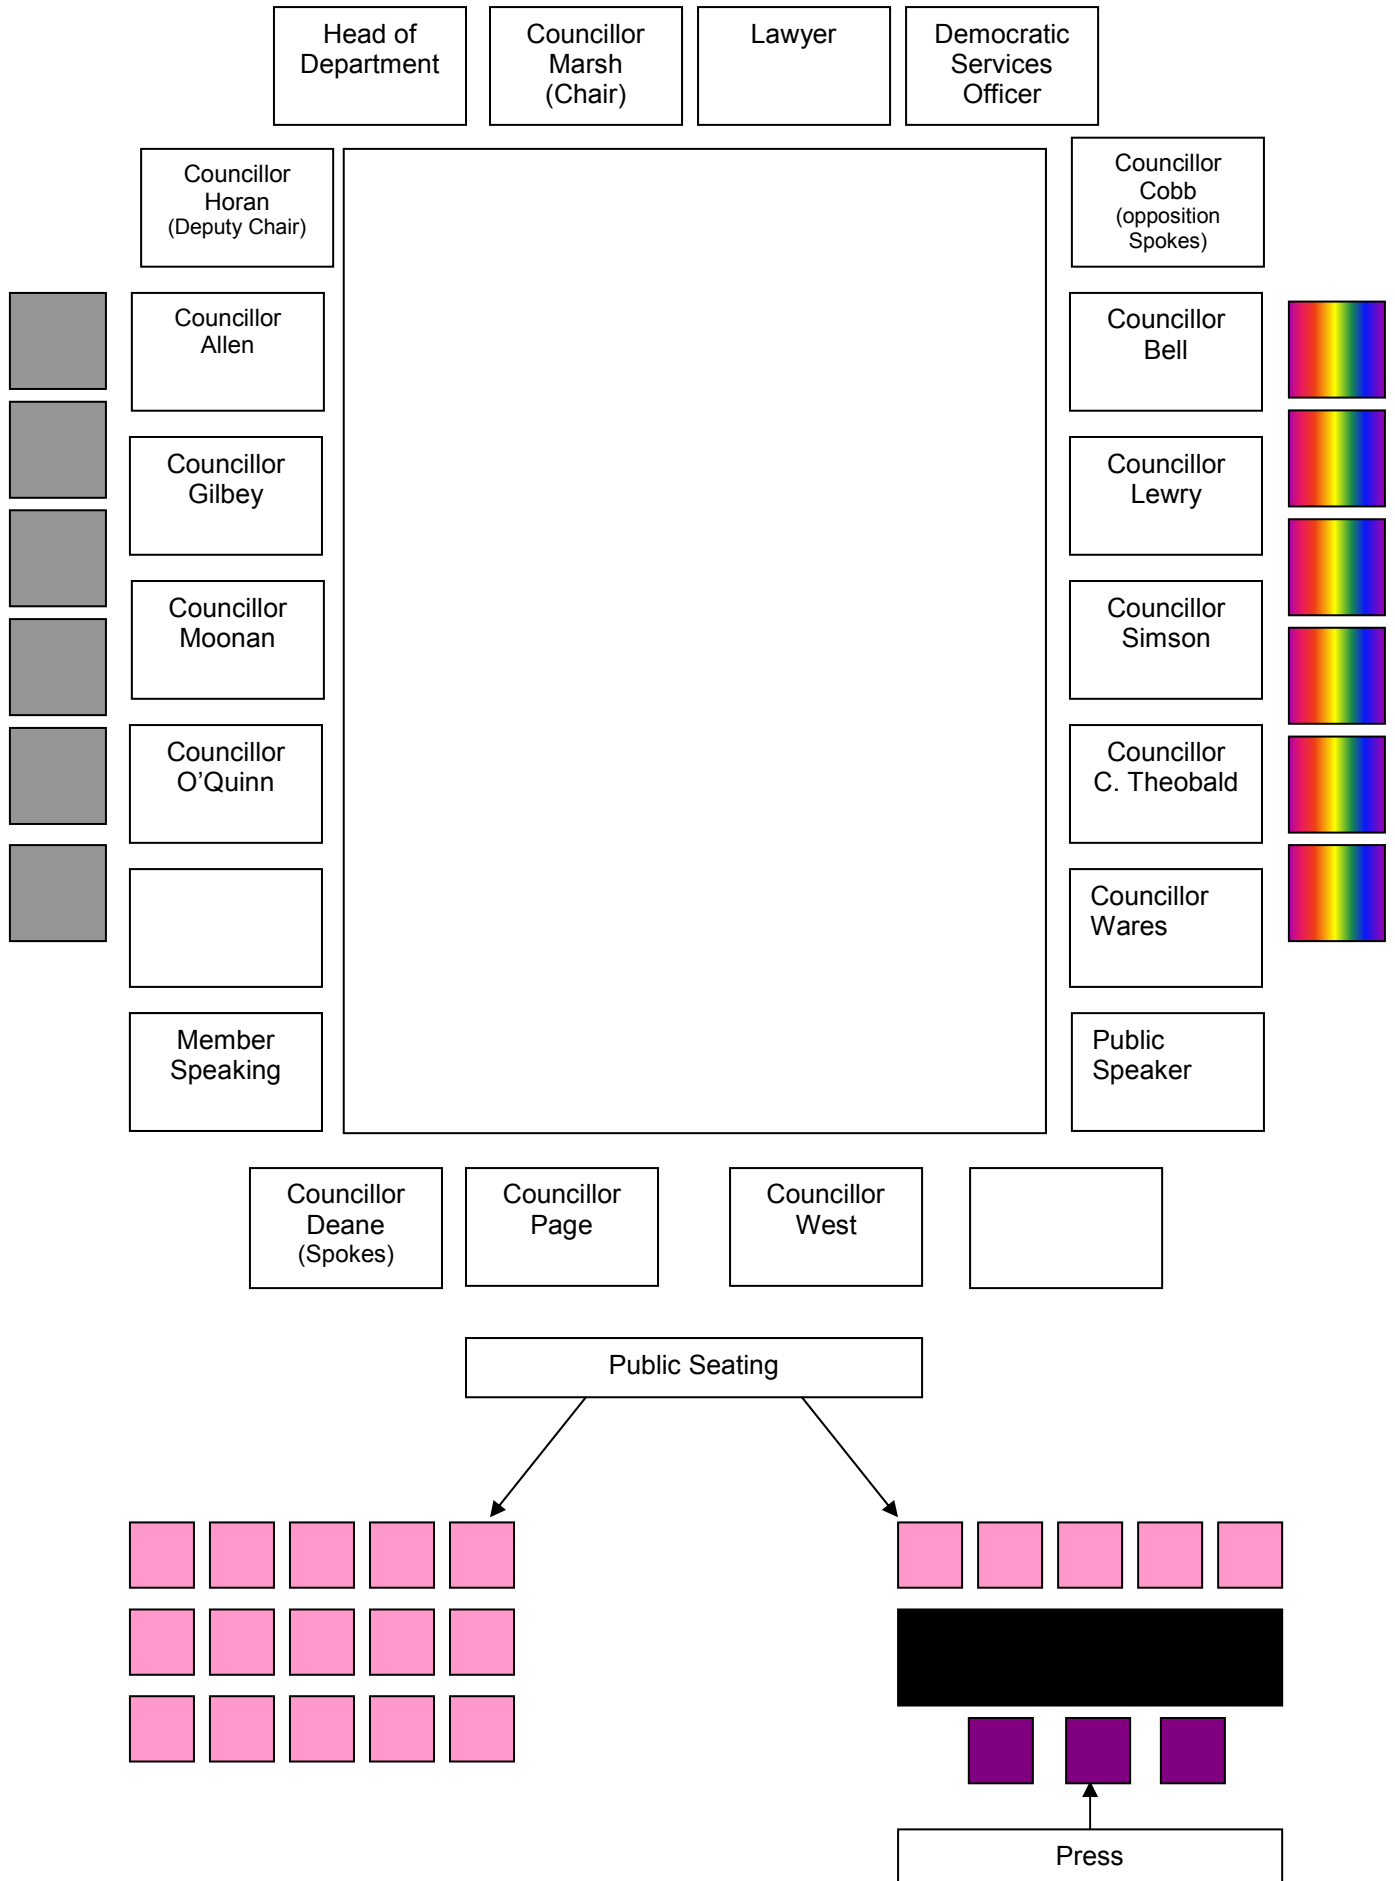 Head of
Department
Councillor
Marsh
(Chair)
Lawyer
Democratic
Services
Officer
Councillor
Horan
(Deputy Chair)
Councillor
Cobb
(opposition
Spokes)
Councillor
Allen
Councillor
Bell
Councillor
Gilbey
Councillor
Lewry
Councillor
Moonan
Councillor
Simson
Councillor
O’Quinn
Councillor
C. Theobald
Councillor
Wares
Member
Speaking
Public
Speaker
Councillor
Deane
(Spokes)
Councillor
Page
Councillor
West
Public Seating
Press